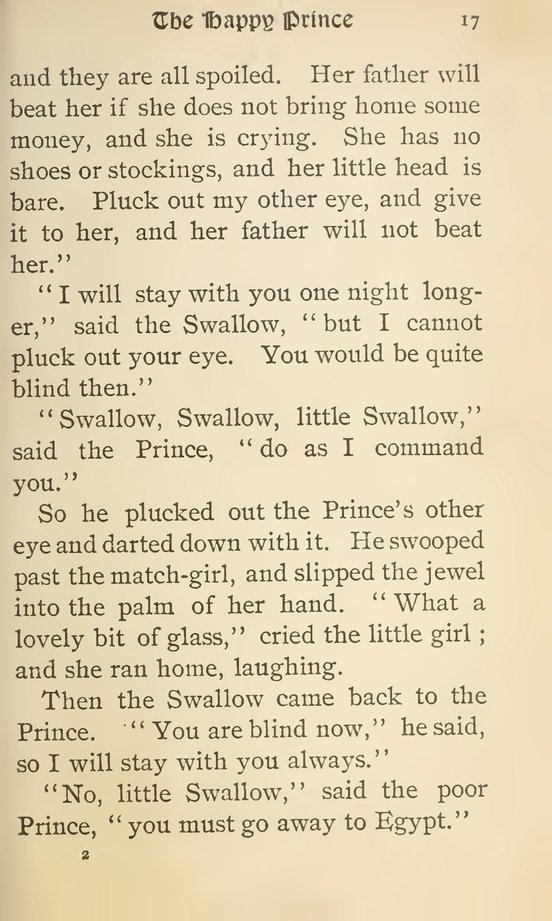 The Happy Prince 17
and they are all spoiled. Her father will
beat her if she does not bring home some
money, and she is crying. She has no
shoes or stockings, and her little head is
bare. Pluck out my other eye, and give
it to her, and her father will not beat
her."
"I will stay with you one night long-
er," said the Swallow, "but I cannot
pluck out your eye. You would be quite
blind then."
"Swallow, Swallow, little Swallow,"
said the Prince, "do as I command
you."
So he plucked out the Prince's other
eye and darted down with it. He swooped
past the match-girl, and slipped the jewel
into the palm of her hand. "What a
lovely bit of glass," cried the little girl;
and she ran home, laughing.
Then the Swallow came back to the
Prince. "You are blind now," he said,
so I will stay with you always."
"No, little Swallow," said the poor
Prince, "you must go away to Egypt."
2